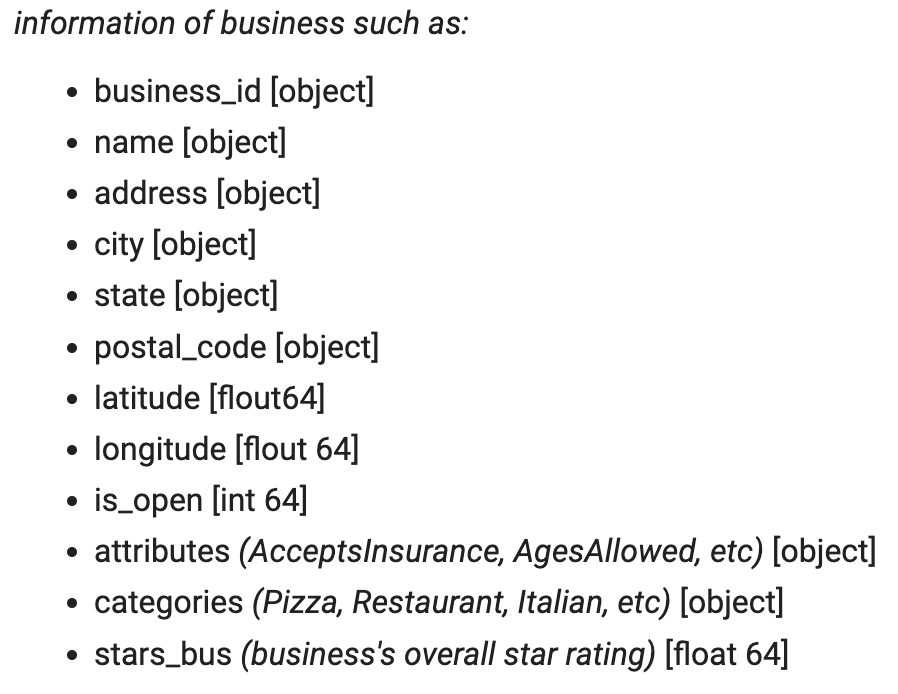 information of business such as:
• business_id [object]
• name [object]
• address [object]
• city [object]
• state [object]
• postal_code [object]
• latitude [flout64]
• longitude [flout 64]
• is_open [int 64]
• attributes (AcceptsInsurance, AgesAllowed, etc) [object]
• categories (Pizza, Restaurant, Italian, etc) [object]
• stars_bus (business's overall star rating) [float 64]